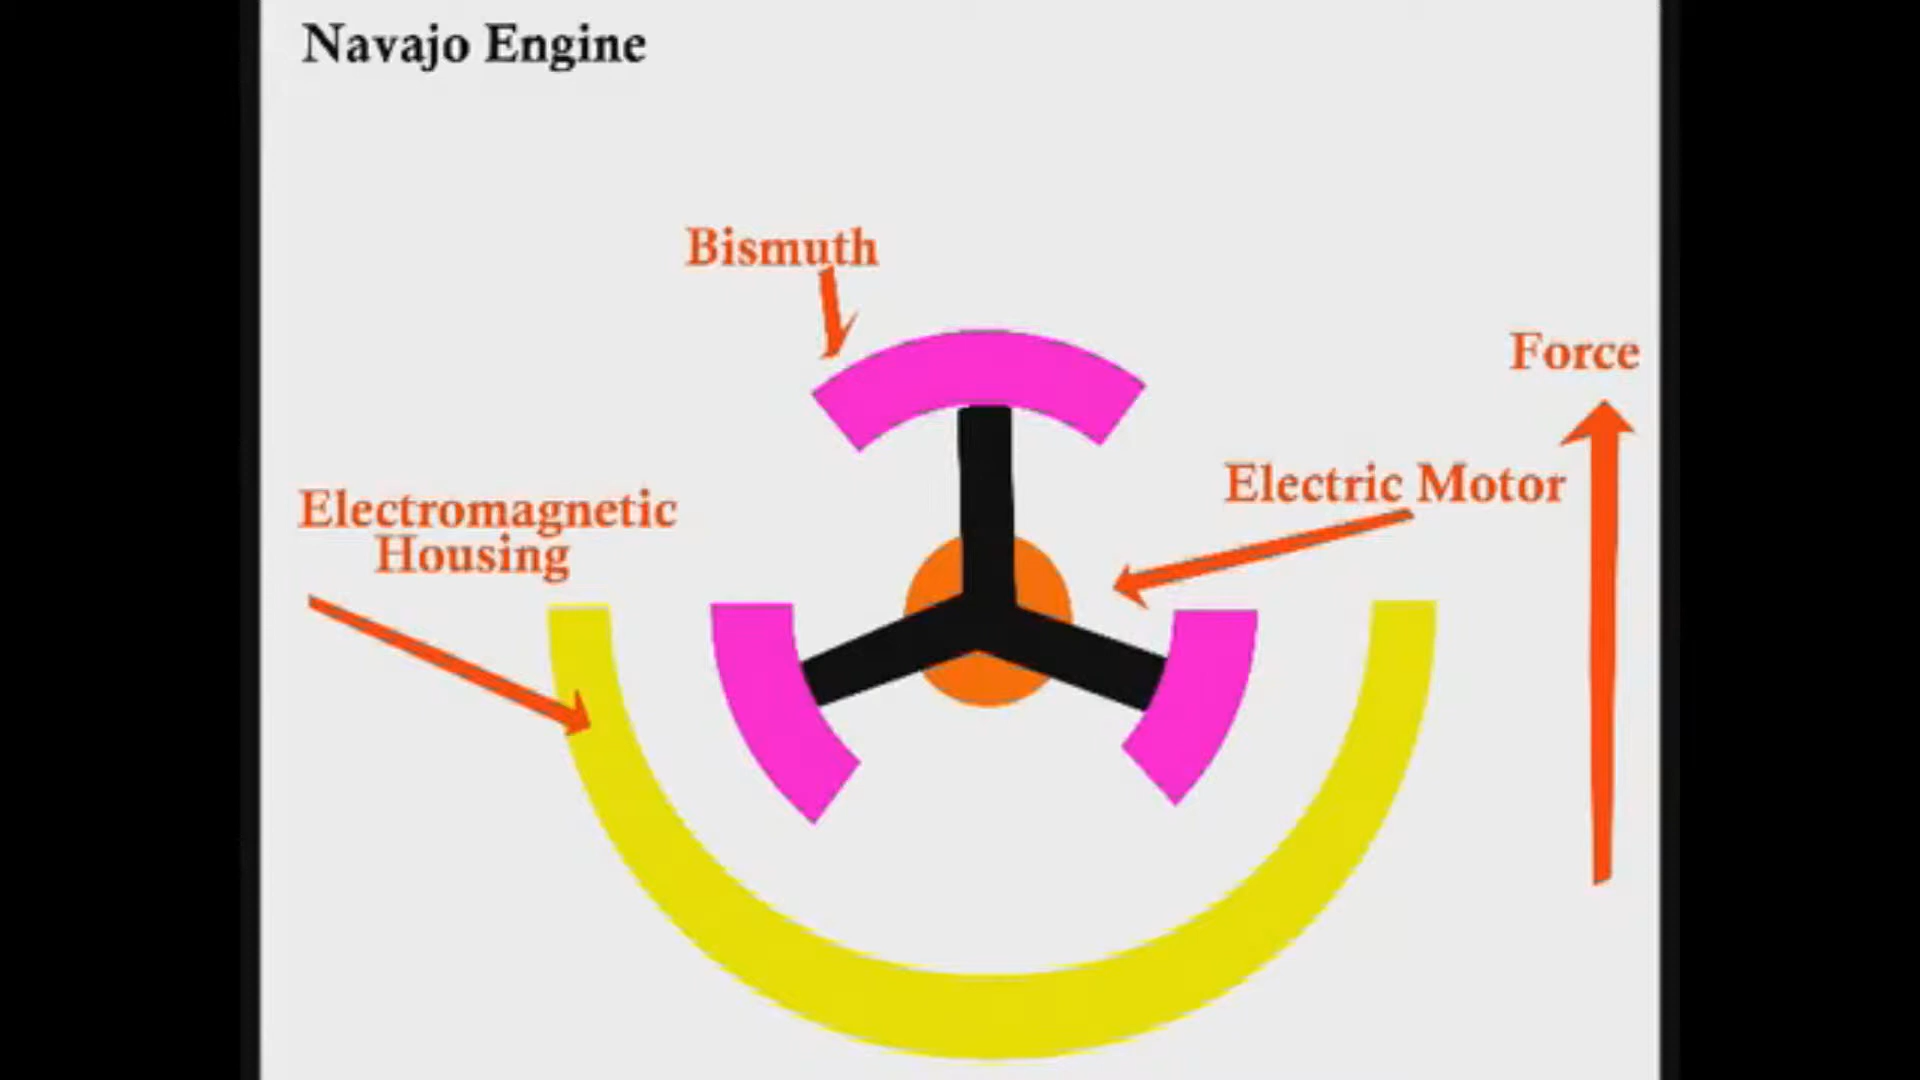 Navajo Engine
Bismuth
Force
Electric Motor
Electromagnetic
Housing